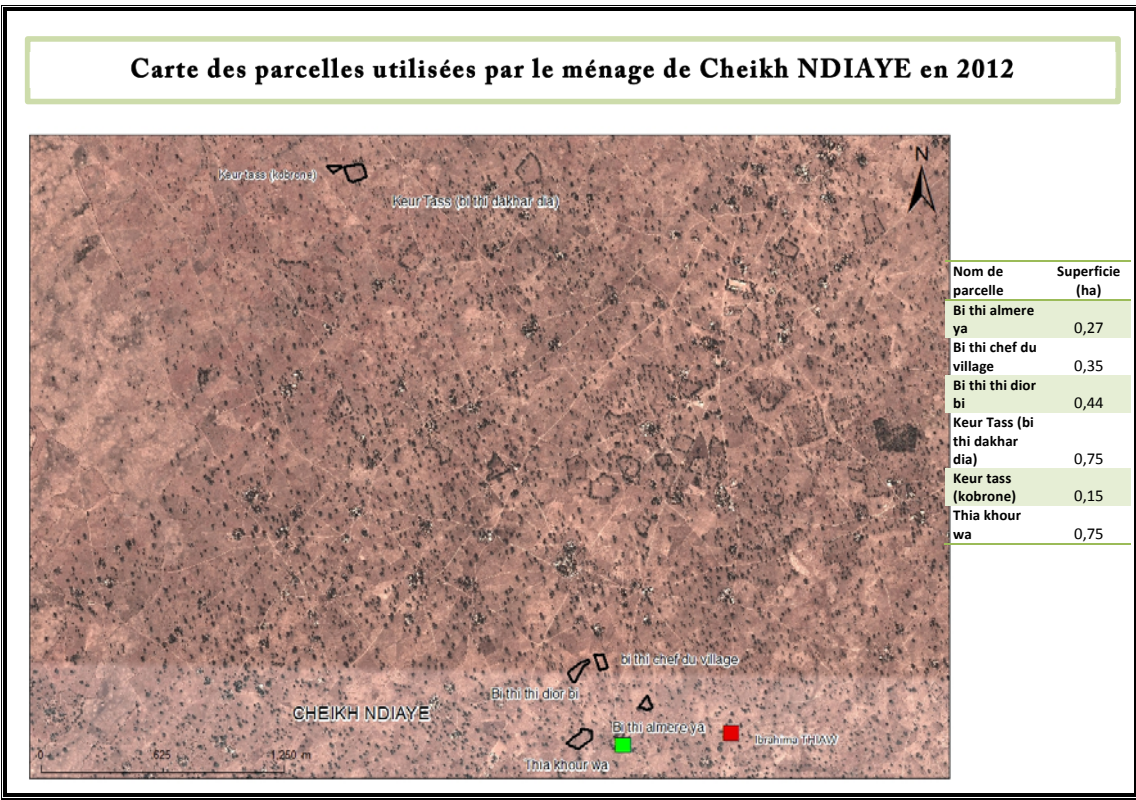 Carte des parcelles utilisées par le ménage de Cheikh NDIAYE en 2012
Keur tass (kobrone)
Keur Tass (bi thi dakhar dia)
N
bi thi chef du village
Bi thi thi dior bi
CHEIKH NDIAYE
Bi thi almere ya
Ibrahima THIAW
Thia khour wa
0 625 1 250 m
Nom de Superficie
parcelle (ha)
Bi thi almere
ya 0,27
Bi thi chef du
village 0,35
Bi thi thi dior
bi 0,44
Keur Tass (bi
thi dakhar
dia) 0,75
Keur tass
(kobrone) 0,15
Thia khour
wa 0,75